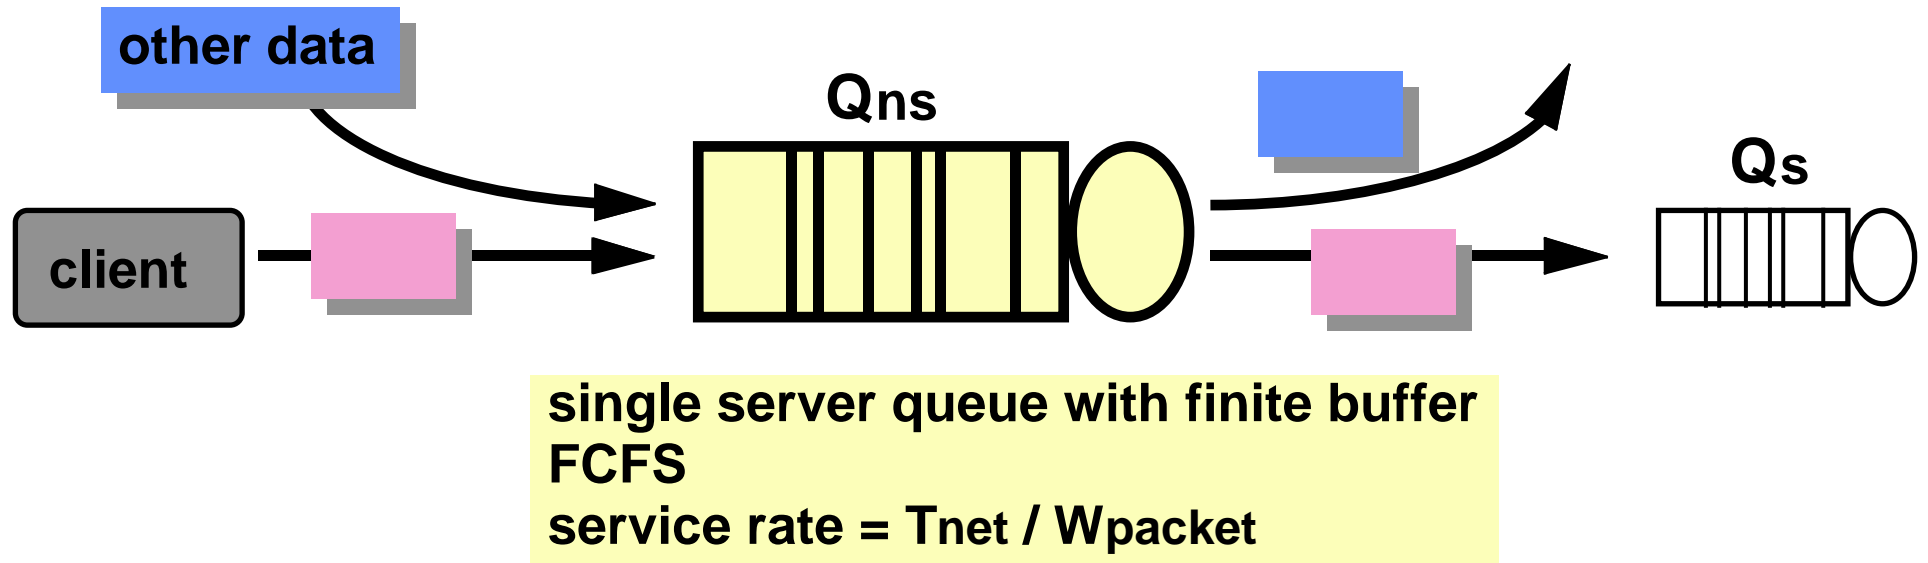 other data
Qns
Qs
client
single server queue with finite buffer
FCFS
service rate = Tnet / Wpacket